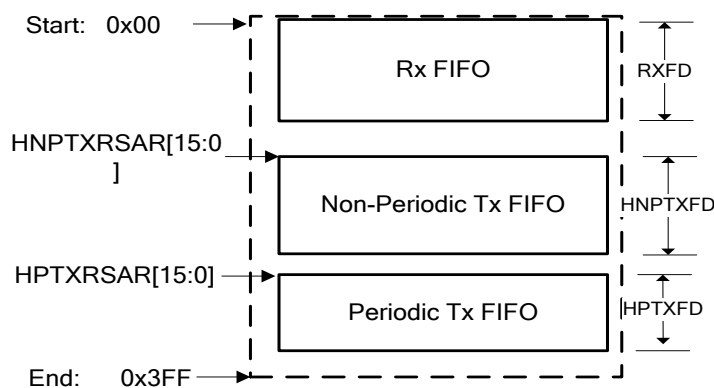 Start: 0x00
Rx FIFO
RXFD
HNPTXRSAR[15:0
]
Non-Periodic Tx FIFO
HNPTXFD
HPTXRSAR[15:0]
Periodic Tx FIFO
HPTXFD
End: 0x3FF